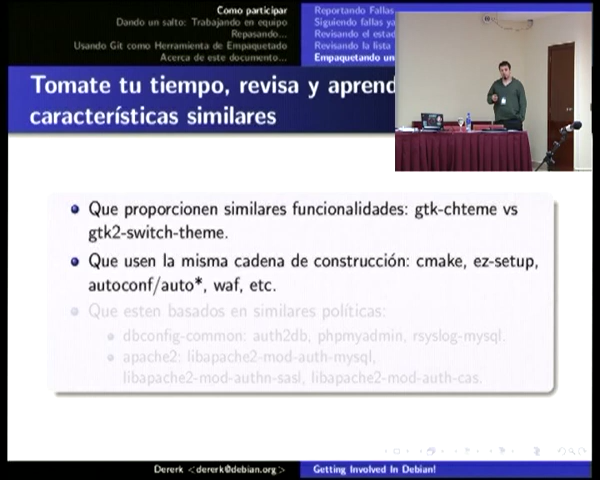 Como participar
Dando un salto: Trabajando en equipo
Repasando...
Usando Git como Herramienta de Empaquetado
Acerca de este documento...
Reportando Fallas
Siguiendo fallas ya
Revisando el estad
Revisando la lista
Empaquetando un
Tomate tu tiempo, revisa y aprend
características similares
Que proporcionen similares funcionalidades: gtk-chteme vs
gtk2-switch-theme.
Que usen la misma cadena de construcción: cmake, ez-setup,
autoconf/auto*, waf, etc.
Que esten basados en similares políticas:
dbconfig-common: auth2db, phpmyadmin, rsyslog-mysql.
apache2: libapache2-mod-auth-mysql,
libapache2-mod-authn-sasl, libapache2-mod-auth-cas.
Dererk <dererk@debian.org>
Getting Involved In Debian!